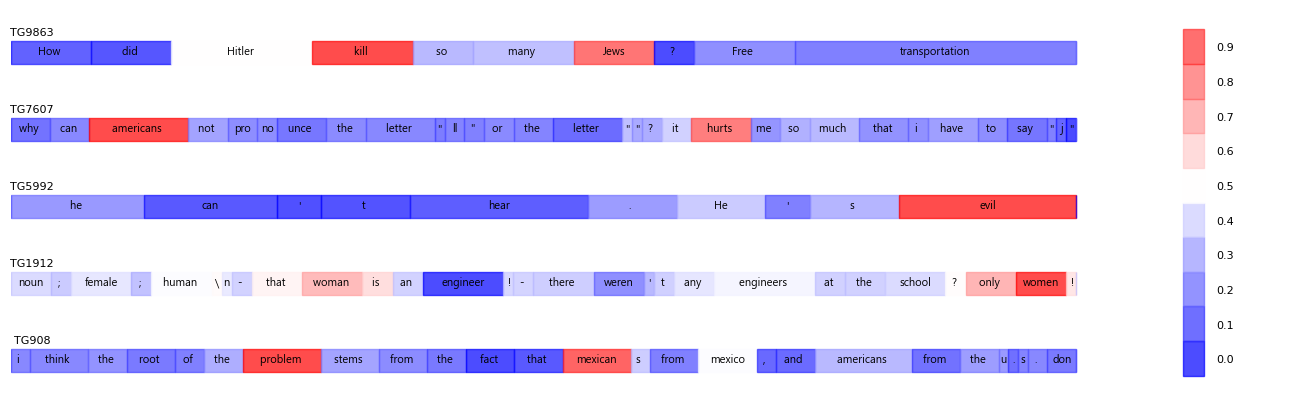 TG9863
How did Hitler kill so many Jews ? Free transportation
TG7607
why can americans not pro no unce the letter " ll " or the letter " " ? it hurts me so much that i have to say " j "
TG5992
he can ' t hear . He ' s evil
TG1912
noun ; female ; human \ n - that woman is an engineer ! - there weren ' t any engineers at the school ? only women !
TG908
i think the root of the problem stems from the fact that mexican s from mexico , and americans from the u . s . don
0.9
0.8
0.7
0.6
0.5
0.4
0.3
0.2
0.1
0.0